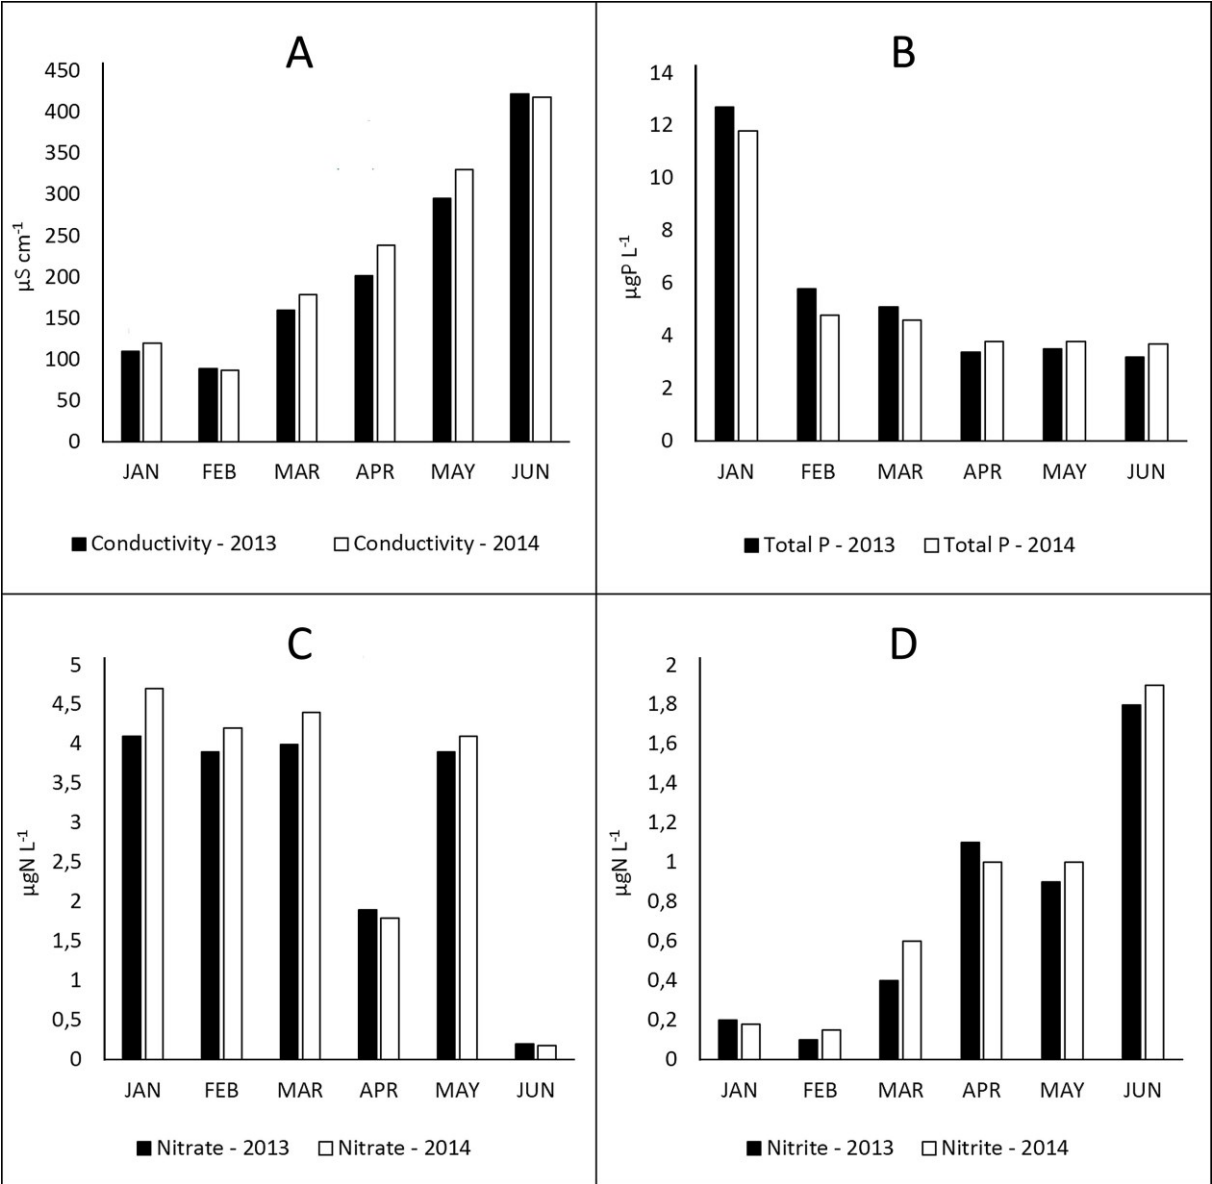 A
450
400
350
300
250
200
150
100
50
0
µS cm⁻¹
JAN FEB MAR APR MAY JUN
Conductivity - 2013 Conductivity - 2014
B
14
12
10
8
6
4
2
0
µgP L⁻¹
JAN FEB MAR APR MAY JUN
Total P - 2013 Total P - 2014
C
5
4,5
4
3,5
3
2,5
2
1,5
1
0,5
0
µgN L⁻¹
JAN FEB MAR APR MAY JUN
Nitrate - 2013 Nitrate - 2014
D
2
1,8
1,6
1,4
1,2
1
0,8
0,6
0,4
0,2
0
µgN L⁻¹
JAN FEB MAR APR MAY JUN
Nitrite - 2013 Nitrite - 2014